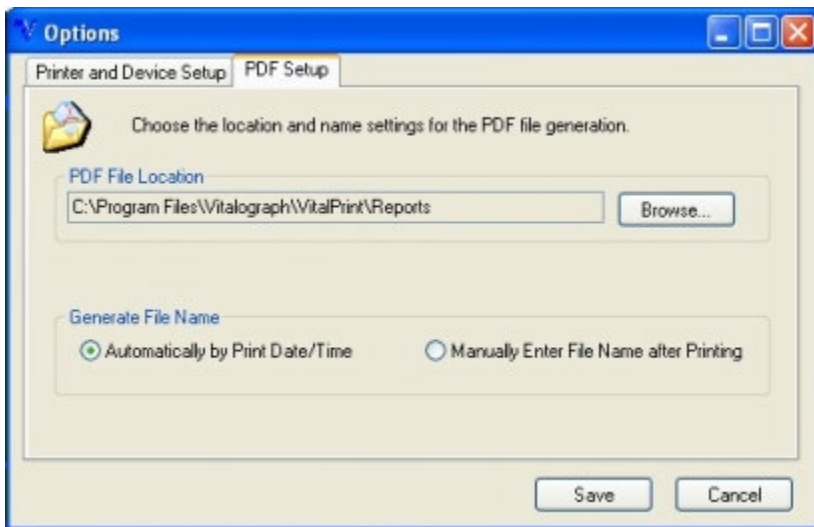 Options
Printer and Device Setup PDF Setup
Choose the location and name settings for the PDF file generation.
PDF File Location
C:\Program Files\Vitalograph\VitalPrint\Reports Browse...
Generate File Name
Automatically by Print Date/Time Manually Enter File Name after Printing
Save Cancel